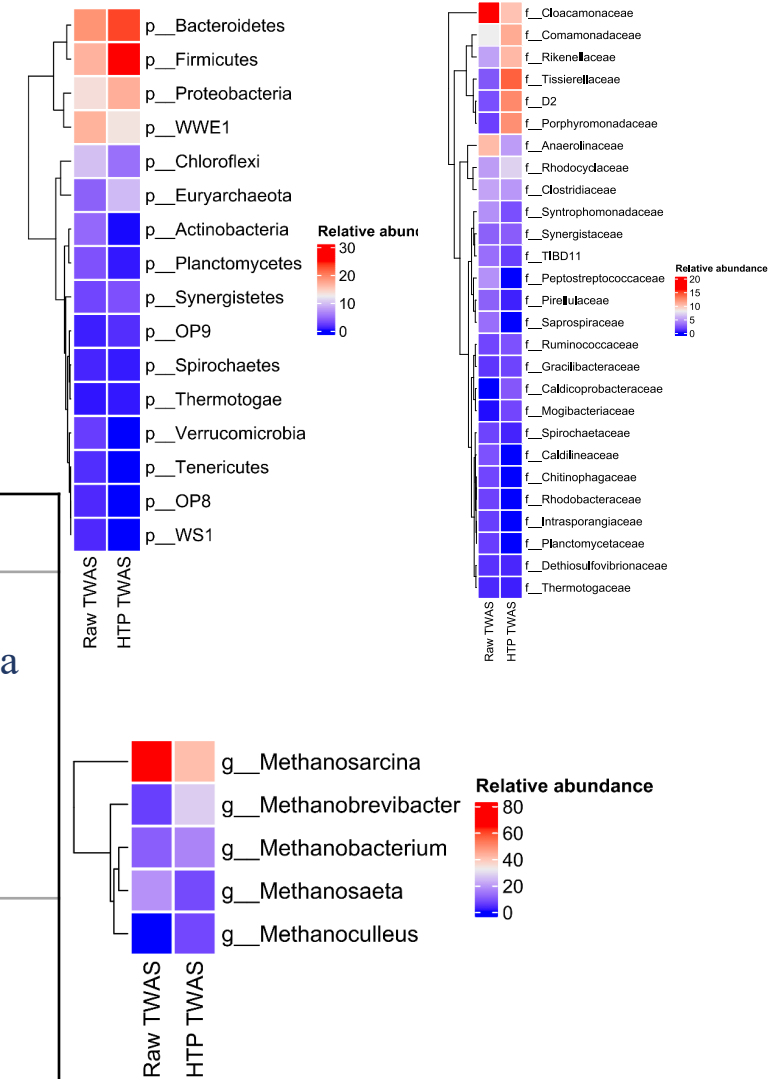 p__Bacteroidetes
p__Firmicutes
p__Proteobacteria
p__WWE1
p__Chloroflexi
p__Euryarchaeota
p__Actinobacteria
p__Planctomycetes
p__Synergistetes
p__OP9
p__Spirochaetes
p__Thermotogae
p__Verrucomicrobia
p__Tenericutes
p__OP8
p__WS1
Raw TWAS
HTP TWAS
Relative abun
30
20
10
0
f__Cloacamonaceae
f__Comamonadaceae
f__Rikenellaceae
f__Tissierellaceae
f__D2
f__Porphyromonadaceae
f__Anaerolinaceae
f__Rhodocyclaceae
f__Clostridiaceae
f__Syntrophomonadaceae
f__Synergistaceae
f__TIBD11
f__Peptostreptococcaceae
f__Pirellulaceae
f__Saprospiraceae
f__Ruminococcaceae
f__Gracilibacteraceae
f__Caldicoprobacteraceae
f__Mogibacteriaceae
f__Spirochaetaceae
f__Caldilineaceae
f__Chitinophagaceae
f__Rhodobacteraceae
f__Intrasporangiaceae
f__Planctomycetaceae
f__Dethiosulfovibrionaceae
f__Thermotogaceae
Raw TWAS
HTP TWAS
Relative abundance
20
15
10
5
0
a
g__Methanosarcina
g__Methanobrevibacter
g__Methanobacterium
g__Methanosaeta
g__Methanoculleus
Raw TWAS
HTP TWAS
Relative abundance
80
60
40
20
0